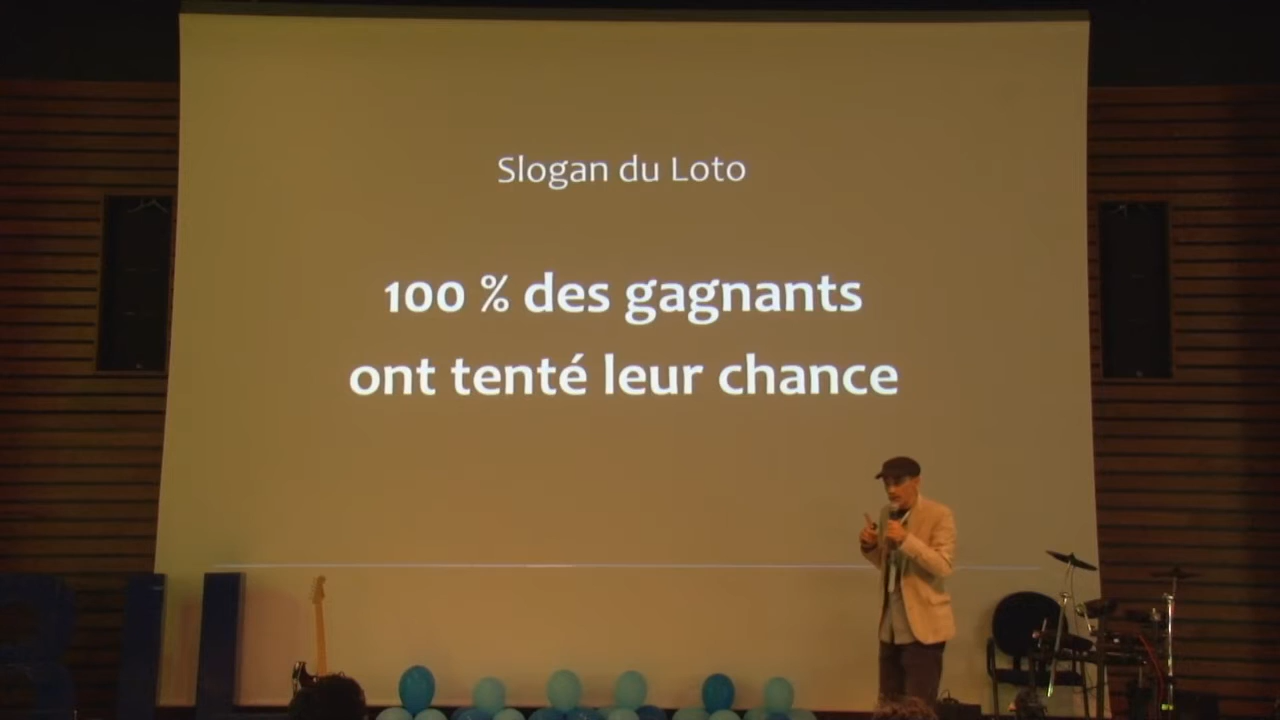 Slogan du Loto
100 % des gagnants
ont tenté leur chance